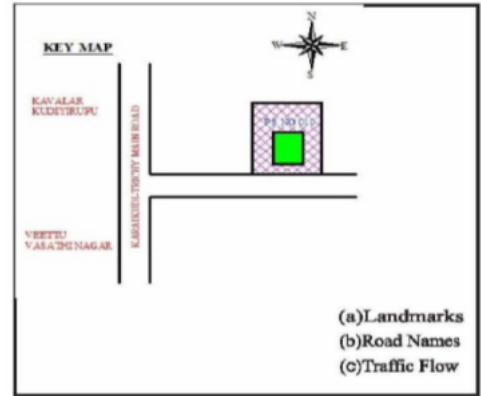 N
W E
S
KEY MAP
KAVALAR
KUDIYIRUPU
KARAIKUDI-TRICHY MAIN ROAD
VEETTU
VASATHI NAGAR
(a)Landmarks
(b)Road Names
(c)Traffic Flow